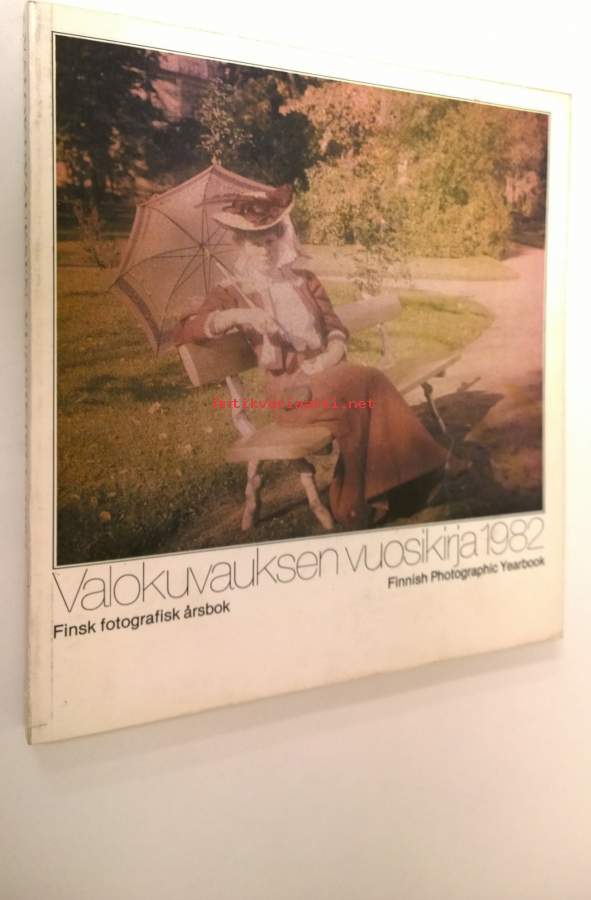 Antikvariaatti.net
Valokuvauksen vuosikirja 1982
Finsk fotografisk årsbok
Finnish Photographic Yearbook